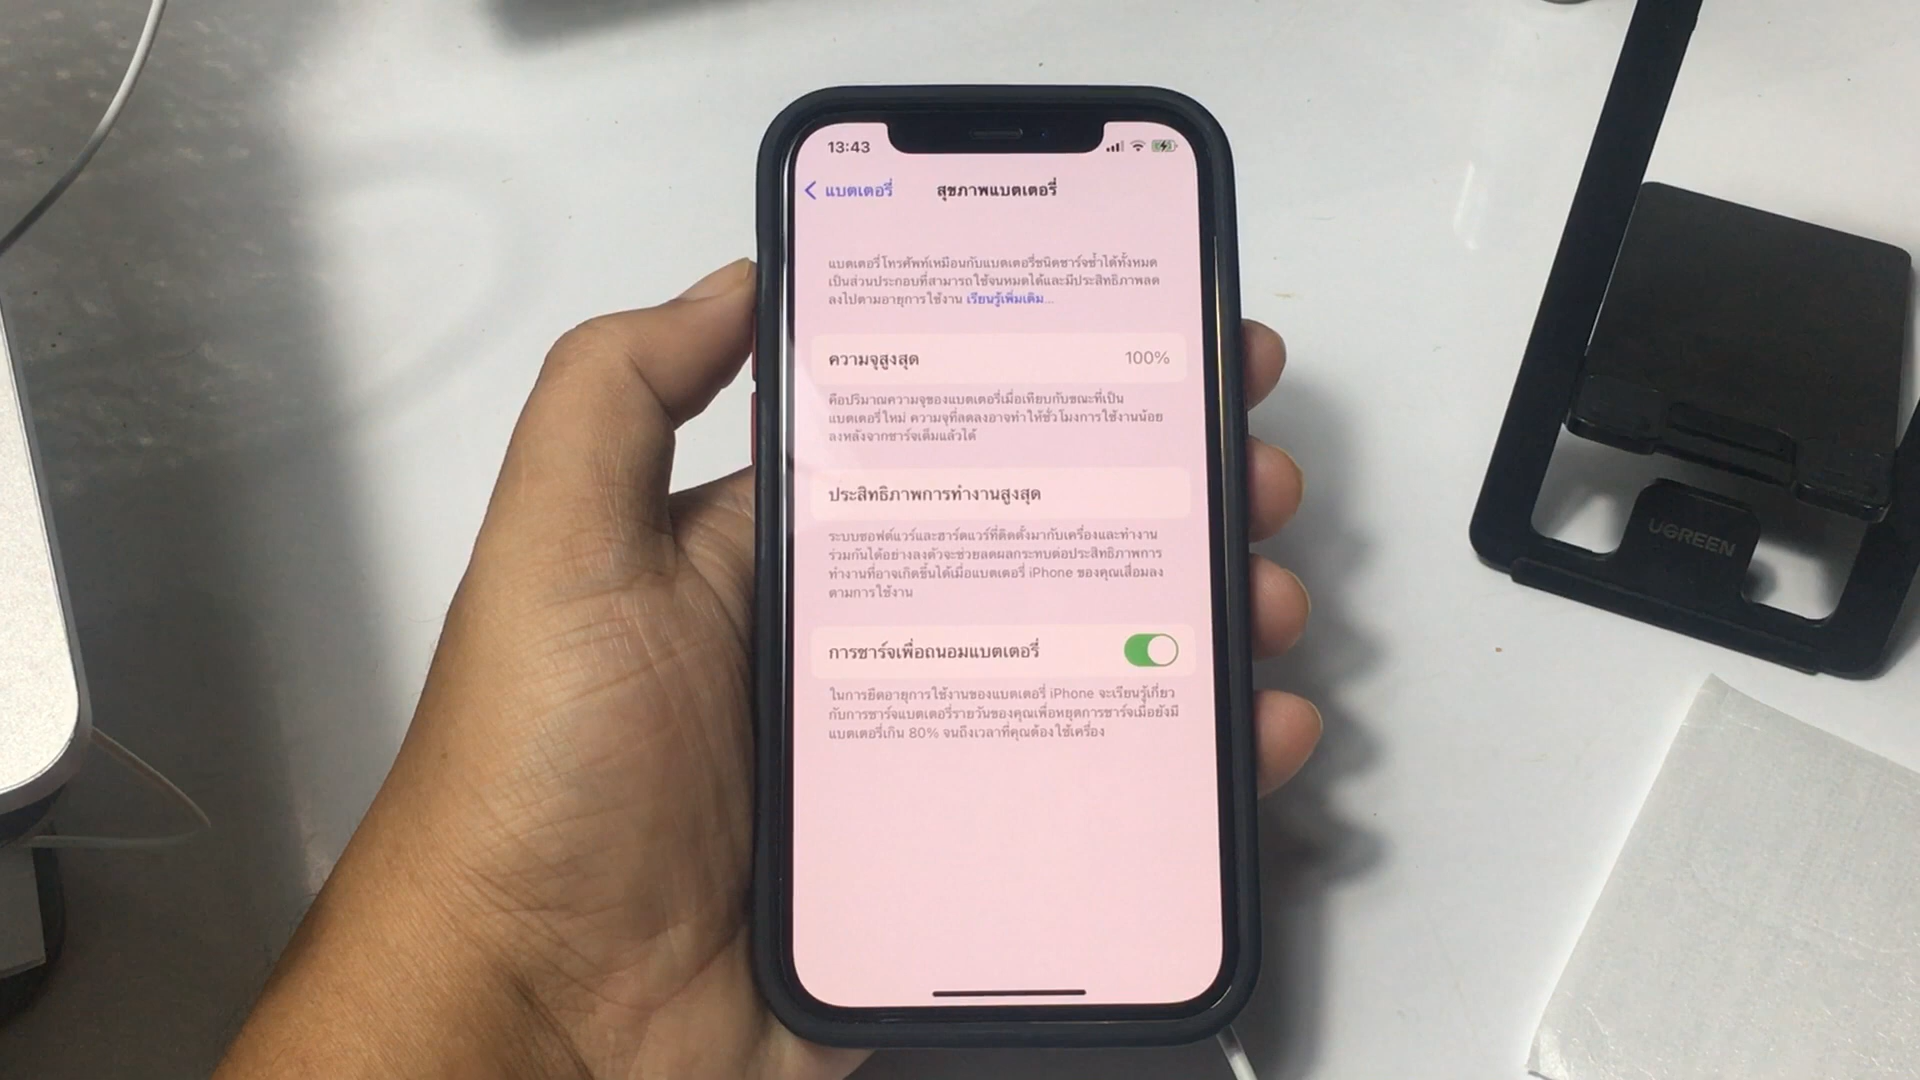 13:43
แบตเตอรี่
สุขภาพแบตเตอรี่
แบตเตอรี่โทรศัพท์เหมือนกับแบตเตอรี่ชนิดชาร์จซ้ำได้ทั้งหมด
เป็นส่วนประกอบที่สามารถใช้จนหมดได้และมีประสิทธิภาพลด
ลงไปตามอายุการใช้งาน เรียนรู้เพิ่มเติม...
ความจุสูงสุด 100%
คือปริมาณความจุของแบตเตอรี่เมื่อเทียบกับขณะที่เป็น
แบตเตอรี่ใหม่ ความจุที่ลดลงอาจทำให้ชั่วโมงการใช้งานน้อย
ลงหลังจากชาร์จเต็มแล้วได้
ประสิทธิภาพการทำงานสูงสุด
ระบบซอฟต์แวร์และฮาร์ดแวร์ที่ติดตั้งมากับเครื่องและทำงาน
ร่วมกันได้อย่างลงตัวจะช่วยลดผลกระทบต่อประสิทธิภาพการ
ทำงานที่อาจเกิดขึ้นได้เมื่อแบตเตอรี่ iPhone ของคุณเสื่อมลง
ตามการใช้งาน
การชาร์จเพื่อถนอมแบตเตอรี่
ในการยืดอายุการใช้งานของแบตเตอรี่ iPhone จะเรียนรู้เกี่ยว
กับการชาร์จแบตเตอรี่รายวันของคุณเพื่อหยุดการชาร์จเมื่อยังมี
แบตเตอรี่เกิน 80% จนถึงเวลาที่คุณต้องใช้เครื่อง
UGREEN